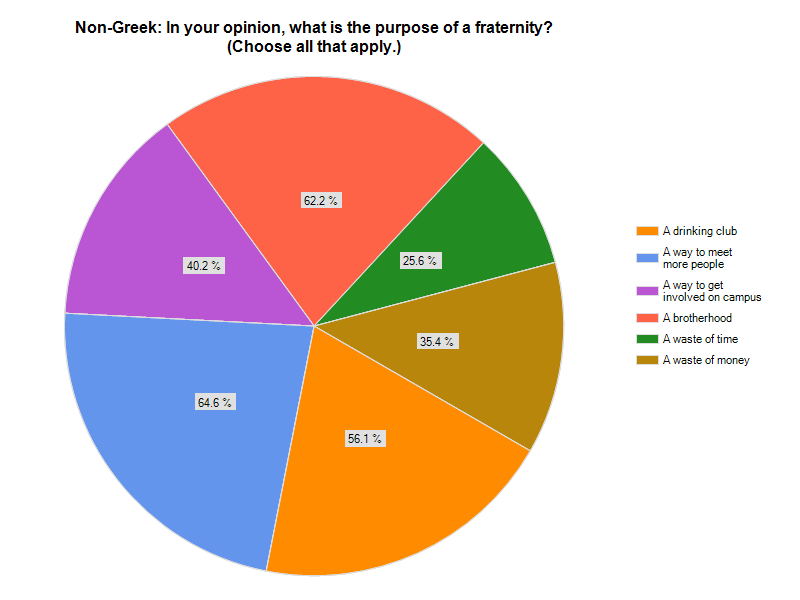 Non-Greek: In your opinion, what is the purpose of a fraternity?
(Choose all that apply.)
62.2 %
25.6 %
40.2 %
35.4 %
64.6 %
56.1 %
A drinking club
A way to meet
more people
A way to get
involved on campus
A brotherhood
A waste of time
A waste of money